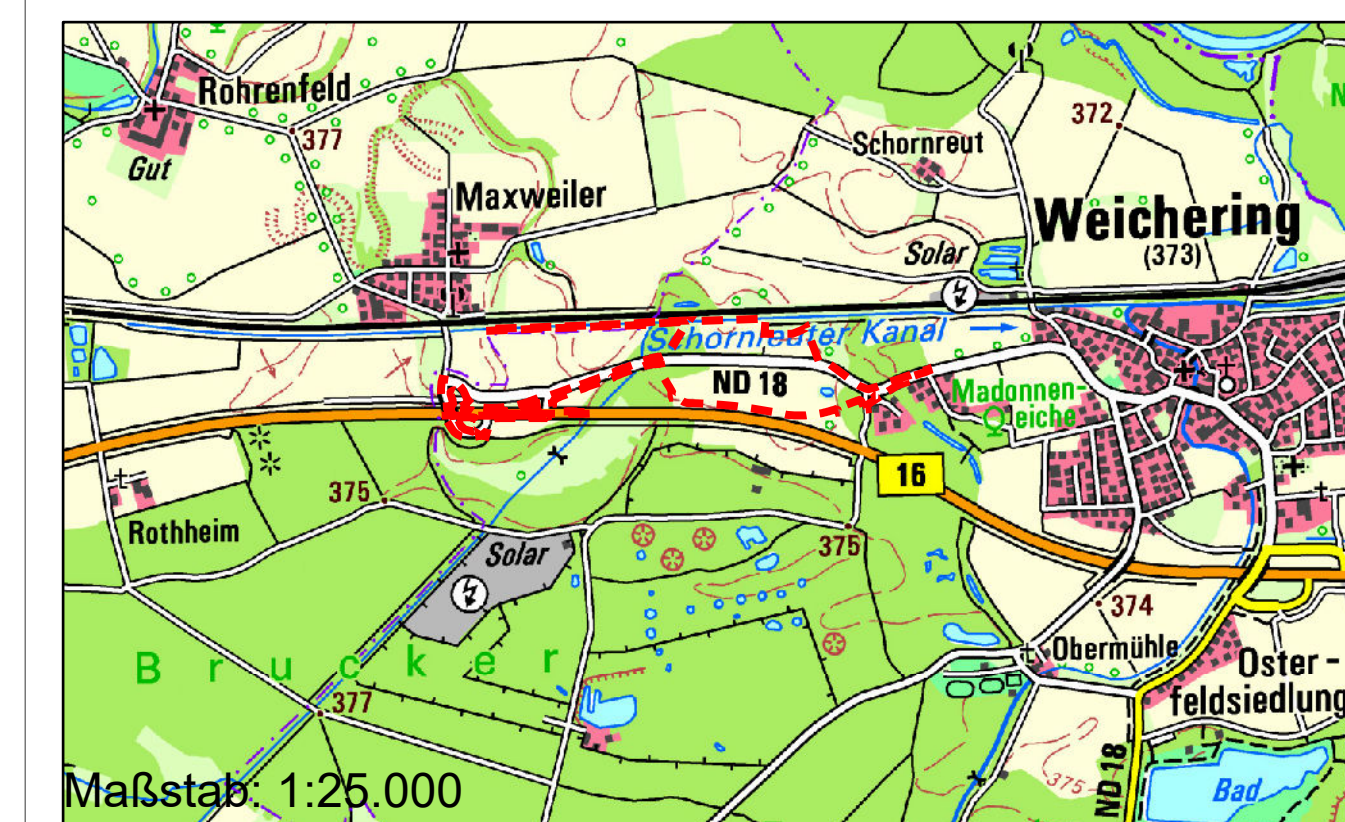 Rohrenfeld
377
Gut
Maxweiler
372
Schornreut
Weichering
(373)
Solar
N
Schornreuter Kanal
ND 18
Madonnen-
eiche
16
375
Rothheim
Solar
375
374
Obermühle
Oster-
feldsiedlung
Brucker
377
ND 18
375
Bad
Maßstab: 1:25.000